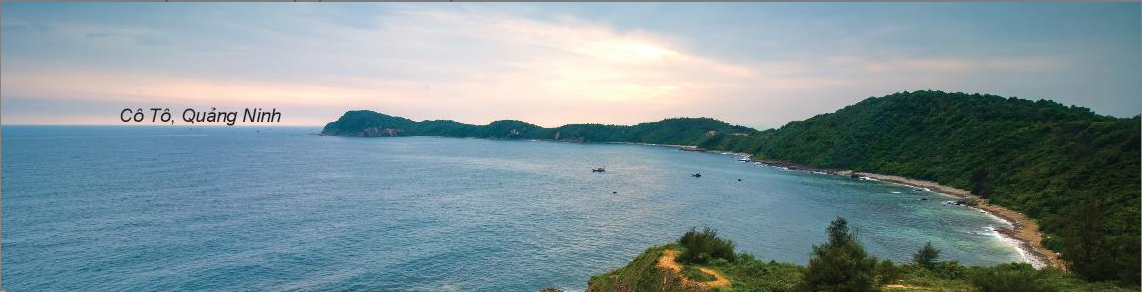 Cô Tô, Quảng Ninh